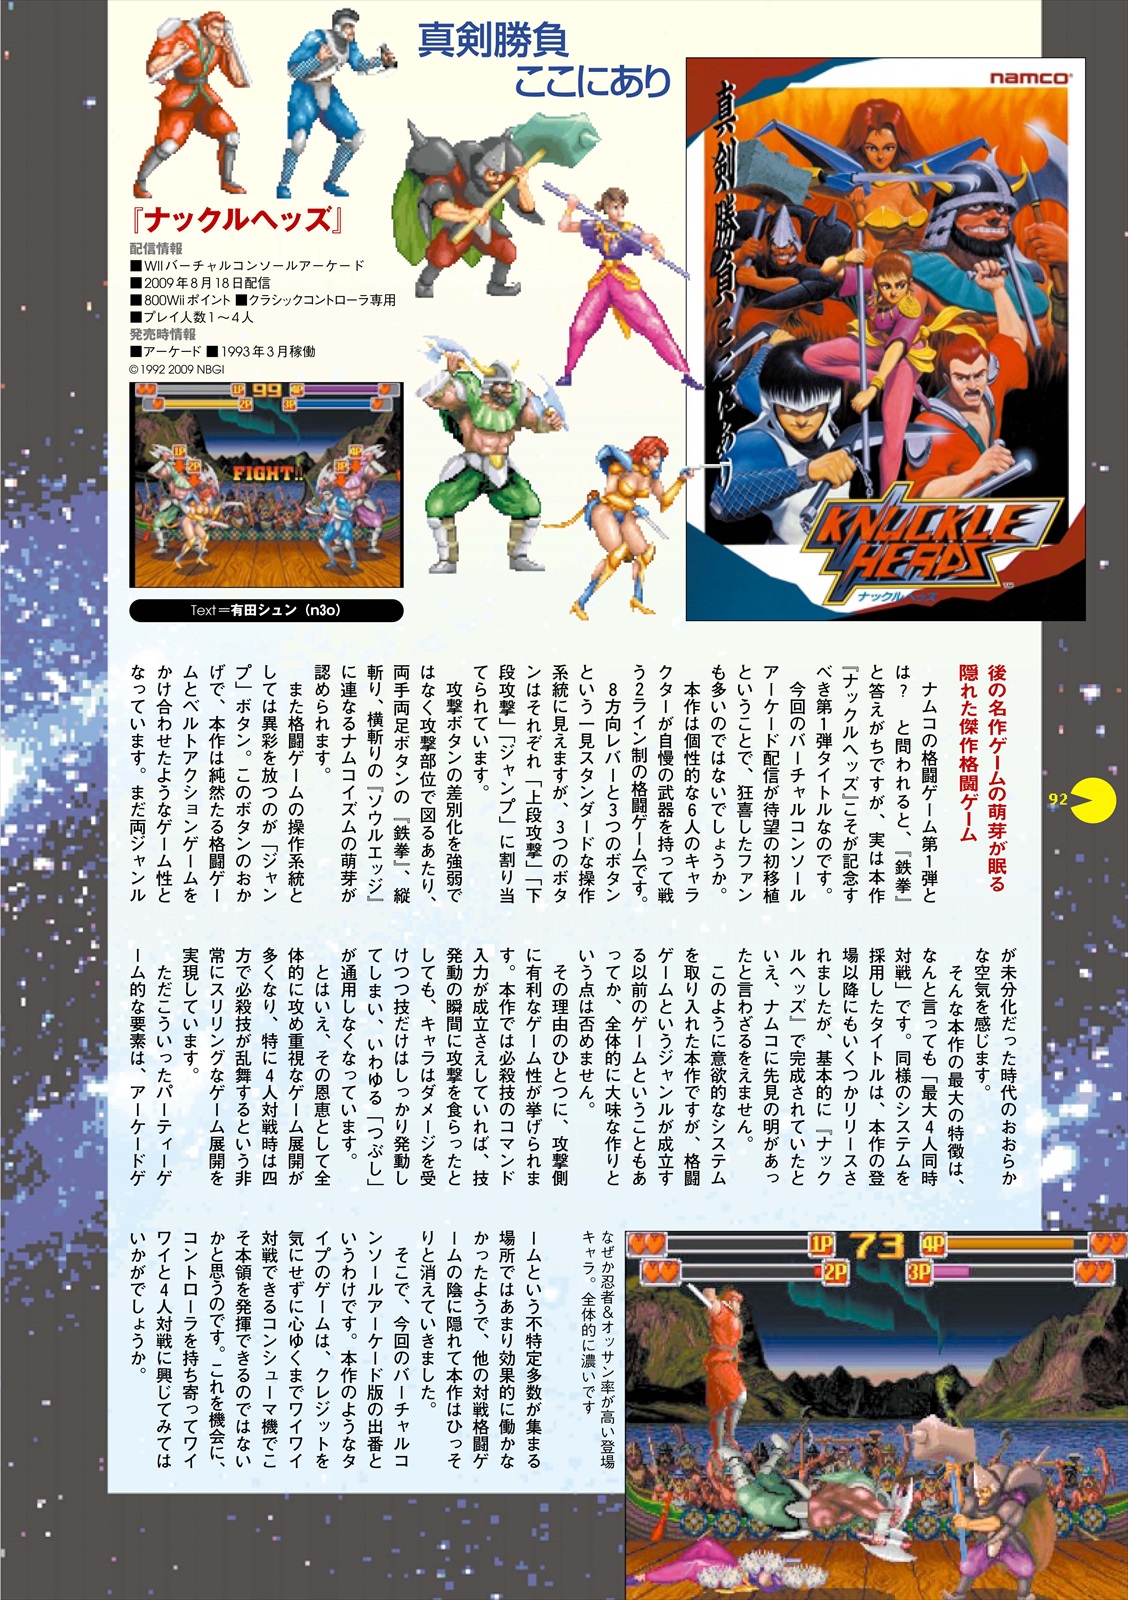 真剣勝負
ここにあり
『ナックルヘッズ』
配信情報
■WIIバーチャルコンソールアーケード
■2009年8月18日配信
■800Wiiポイント ■クラシックコントローラ専用
■プレイ人数1～4人
発売時情報
■アーケード ■1993年3月稼働
©1992 2009 NBGI
1P 99 4P
2P 3P
1P
2P
4P
3P
FIGHT!!
Text＝有田シュン（n3o）
namco
真剣勝負ここにあり
KNUCKLE
HEADS
TM
ナックルヘッズ
後の名作ゲームの萌芽が眠る
隠れた傑作格闘ゲーム
ナムコの格闘ゲーム第1弾と
は？　と問われると、『鉄拳』
と答えがちですが、実は本作
『ナックルヘッズ』こそが記念す
べき第1弾タイトルなのです。
今回のバーチャルコンソール
アーケード配信が待望の初移植
ということで、狂喜したファン
も多いのではないでしょうか。
本作は個性的な6人のキャラ
クターが自慢の武器を持って戦
う2ライン制の格闘ゲームです。
8方向レバーと3つのボタン
という一見スタンダードな操作
系統に見えますが、3つのボタ
ンはそれぞれ「上段攻撃」「下
段攻撃」「ジャンプ」に割り当
てられています。
攻撃ボタンの差別化を強弱で
はなく攻撃部位で図るあたり、
両手両足ボタンの『鉄拳』、縦
斬り、横斬りの『ソウルエッジ』
に連なるナムコイズムの萌芽が
認められます。
また格闘ゲームの操作系統と
しては異彩を放つのが「ジャン
プ」ボタン。このボタンのおか
げで、本作は純然たる格闘ゲー
ムとベルトアクションゲームを
かけ合わせたようなゲーム性と
なっています。まだ両ジャンル
が未分化だった時代のおおらか
な空気を感じます。
そんな本作の最大の特徴は、
なんと言っても「最大4人同時
対戦」です。同様のシステムを
採用したタイトルは、本作の登
場以降にもいくつかリリースさ
れましたが、基本的に『ナック
ルヘッズ』で完成されていたと
いえ、ナムコに先見の明があっ
たと言わざるをえません。
このように意欲的なシステム
を取り入れた本作ですが、格闘
ゲームというジャンルが成立す
る以前のゲームということもあ
ってか、全体的に大味な作りと
いう点は否めません。
その理由のひとつに、攻撃側
に有利なゲーム性が挙げられま
す。本作では必殺技のコマンド
入力が成立さえしていれば、技
発動の瞬間に攻撃を食らったと
しても、キャラはダメージを受
けつつ技だけはしっかり発動し
てしまい、いわゆる「つぶし」
が通用しなくなっています。
とはいえ、その恩恵として全
体的に攻め重視なゲーム展開が
多くなり、特に4人対戦時は四
方で必殺技が乱舞するという非
常にスリリングなゲーム展開を
実現しています。
ただこういったパーティーゲ
ーム的な要素は、アーケードゲ
ームという不特定多数が集まる
場所ではあまり効果的に働かな
かったようで、他の対戦格闘ゲ
ームの陰に隠れて本作はひっそ
りと消えていきました。
そこで、今回のバーチャルコ
ンソールアーケード版の出番と
いうわけです。本作のようなタ
イプのゲームは、クレジットを
気にせずに心ゆくまでワイワイ
対戦できるコンシューマ機でこ
そ本領を発揮できるのではない
かと思うのです。これを機会に、
コントローラを持ち寄ってワイ
ワイと4人対戦に興じてみては
いかがでしょうか。
なぜか忍者＆オッサン率が高い登場
キャラ。全体的に濃いです
1P 73 4P
2P 3P
92